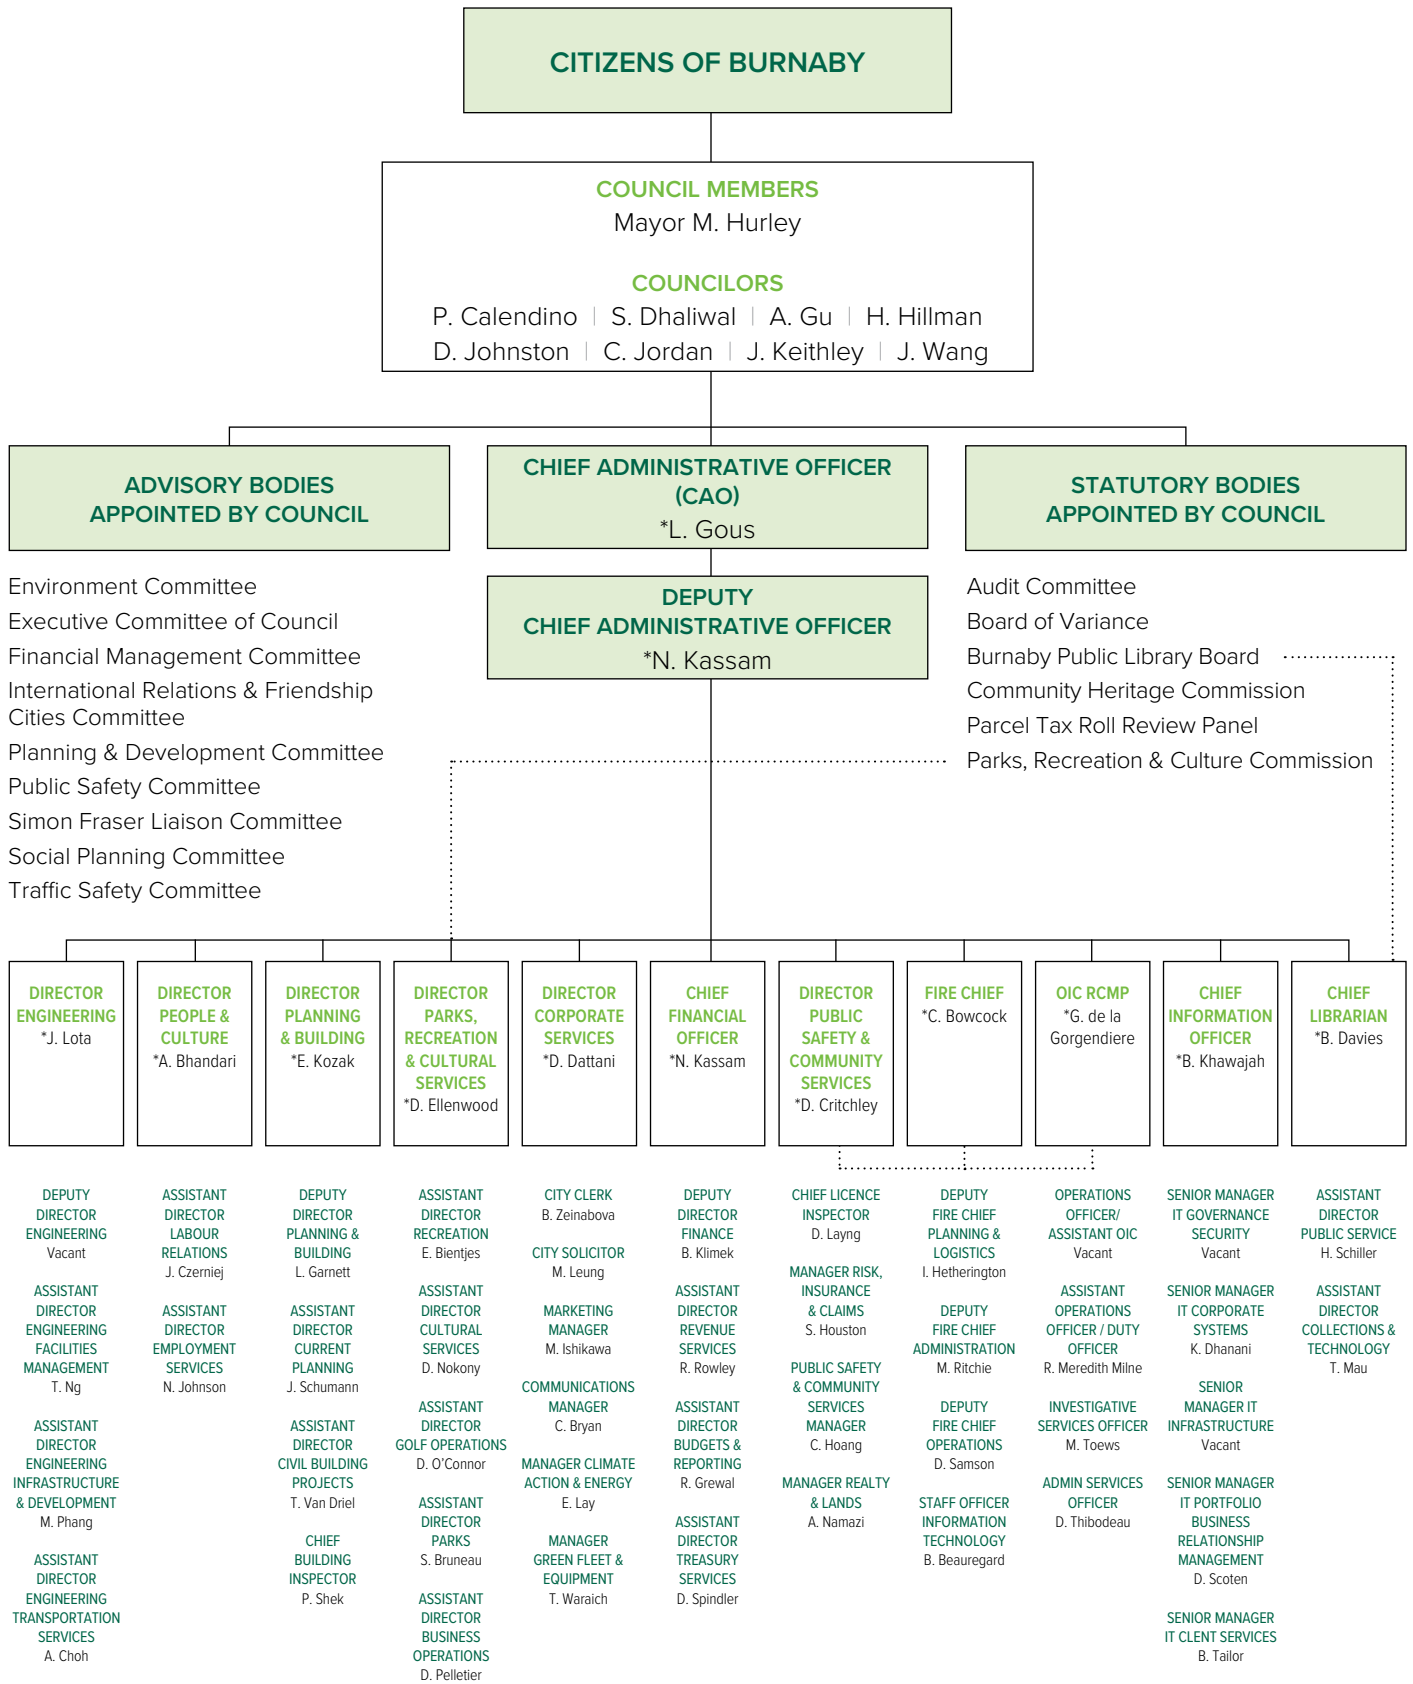 CITIZENS OF BURNABY
COUNCIL MEMBERS
Mayor M. Hurley
COUNCILORS
P. Calendino | S. Dhaliwal | A. Gu | H. Hillman
D. Johnston | C. Jordan | J. Keithley | J. Wang
ADVISORY BODIES
APPOINTED BY COUNCIL
Environment Committee
Executive Committee of Council
Financial Management Committee
International Relations & Friendship
Cities Committee
Planning & Development Committee
Public Safety Committee
Simon Fraser Liaison Committee
Social Planning Committee
Traffic Safety Committee
CHIEF ADMINISTRATIVE OFFICER
(CAO)
*L. Gous
DEPUTY
CHIEF ADMINISTRATIVE OFFICER
*N. Kassam
STATUTORY BODIES
APPOINTED BY COUNCIL
Audit Committee
Board of Variance
Burnaby Public Library Board
Community Heritage Commission
Parcel Tax Roll Review Panel
Parks, Recreation & Culture Commission
DIRECTOR
ENGINEERING
*J. Lota
DEPUTY
DIRECTOR
ENGINEERING
Vacant
ASSISTANT
DIRECTOR
ENGINEERING
FACILITIES
MANAGEMENT
T. Ng
ASSISTANT
DIRECTOR
ENGINEERING
INFRASTRUCTURE
& DEVELOPMENT
M. Phang
ASSISTANT
DIRECTOR
ENGINEERING
TRANSPORTATION
SERVICES
A. Choh
DIRECTOR
PEOPLE &
CULTURE
*A. Bhandari
ASSISTANT
DIRECTOR
LABOUR
RELATIONS
J. Czerniej
ASSISTANT
DIRECTOR
EMPLOYMENT
SERVICES
N. Johnson
DIRECTOR
PLANNING
& BUILDING
*E. Kozak
DEPUTY
DIRECTOR
PLANNING &
BUILDING
L. Garnett
ASSISTANT
DIRECTOR
CURRENT
PLANNING
J. Schumann
ASSISTANT
DIRECTOR
CIVIL BUILDING
PROJECTS
T. Van Driel
CHIEF
BUILDING
INSPECTOR
P. Shek
DIRECTOR
PARKS,
RECREATION
& CULTURAL
SERVICES
*D. Ellenwood
ASSISTANT
DIRECTOR
RECREATION
E. Bientjes
ASSISTANT
DIRECTOR
CULTURAL
SERVICES
D. Nokony
ASSISTANT
DIRECTOR
GOLF OPERATIONS
D. O'Connor
ASSISTANT
DIRECTOR
PARKS
S. Bruneau
ASSISTANT
DIRECTOR
BUSINESS
OPERATIONS
D. Pelletier
DIRECTOR
CORPORATE
SERVICES
*D. Dattani
CITY CLERK
B. Zeinabova
CITY SOLICITOR
M. Leung
MARKETING
MANAGER
M. Ishikawa
COMMUNICATIONS
MANAGER
C. Bryan
MANAGER CLIMATE
ACTION & ENERGY
E. Lay
MANAGER
GREEN FLEET &
EQUIPMENT
T. Waraich
CHIEF
FINANCIAL
OFFICER
*N. Kassam
DEPUTY
DIRECTOR
FINANCE
B. Klimek
ASSISTANT
DIRECTOR
REVENUE
SERVICES
R. Rowley
ASSISTANT
DIRECTOR
BUDGETS &
REPORTING
R. Grewal
ASSISTANT
DIRECTOR
TREASURY
SERVICES
D. Spindler
DIRECTOR
PUBLIC
SAFETY &
COMMUNITY
SERVICES
*D. Critchley
CHIEF LICENCE
INSPECTOR
D. Layng
MANAGER RISK,
INSURANCE
& CLAIMS
S. Houston
PUBLIC SAFETY
& COMMUNITY
SERVICES
MANAGER
C. Hoang
MANAGER REALTY
& LANDS
A. Namazi
FIRE CHIEF
*C. Bowcock
DEPUTY
FIRE CHIEF
PLANNING &
LOGISTICS
I. Hetherington
DEPUTY
FIRE CHIEF
ADMINISTRATION
M. Ritchie
DEPUTY
FIRE CHIEF
OPERATIONS
D. Samson
STAFF OFFICER
INFORMATION
TECHNOLOGY
B. Beauregard
OIC RCMP
*G. de la
Gorgendiere
OPERATIONS
OFFICER/
ASSISTANT OIC
Vacant
ASSISTANT
OPERATIONS
OFFICER / DUTY
OFFICER
R. Meredith Milne
INVESTIGATIVE
SERVICES OFFICER
M. Toews
ADMIN SERVICES
OFFICER
D. Thibodeau
CHIEF
INFORMATION
OFFICER
*B. Khawajah
SENIOR MANAGER
IT GOVERNANCE
SECURITY
Vacant
SENIOR MANAGER
IT CORPORATE
SYSTEMS
K. Dhanani
SENIOR
MANAGER IT
INFRASTRUCTURE
Vacant
SENIOR MANAGER
IT PORTFOLIO
BUSINESS
RELATIONSHIP
MANAGEMENT
D. Scoten
SENIOR MANAGER
IT CLENT SERVICES
B. Tailor
CHIEF
LIBRARIAN
*B. Davies
ASSISTANT
DIRECTOR
PUBLIC SERVICE
H. Schiller
ASSISTANT
DIRECTOR
COLLECTIONS &
TECHNOLOGY
T. Mau